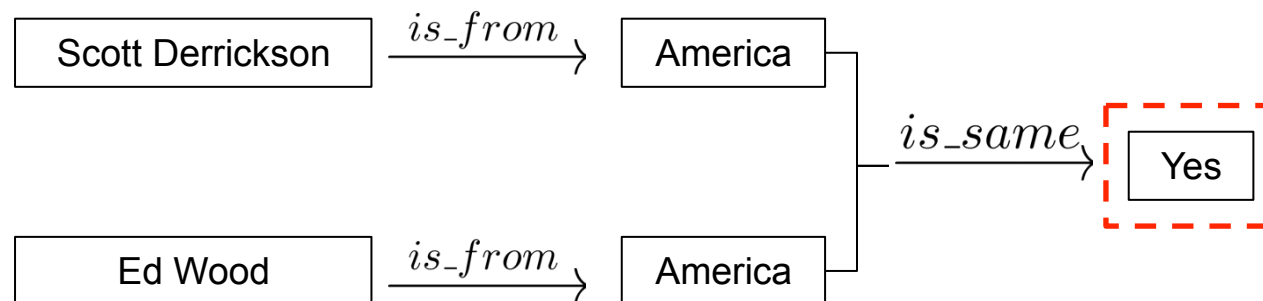 Scott Derrickson is_from America
is_same Yes
Ed Wood is_from America